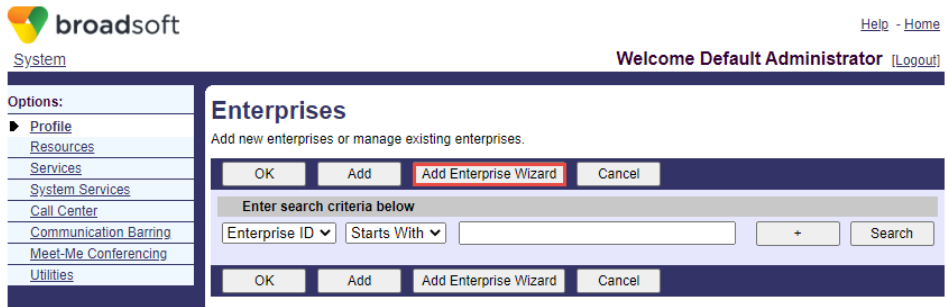 broadsoft
Help - Home
System
Welcome Default Administrator [Logout]
Options:
Profile
Resources
Services
System Services
Call Center
Communication Barring
Meet-Me Conferencing
Utilities
Enterprises
Add new enterprises or manage existing enterprises.
OK Add Add Enterprise Wizard Cancel
Enter search criteria below
Enterprise ID Starts With + Search
OK Add Add Enterprise Wizard Cancel